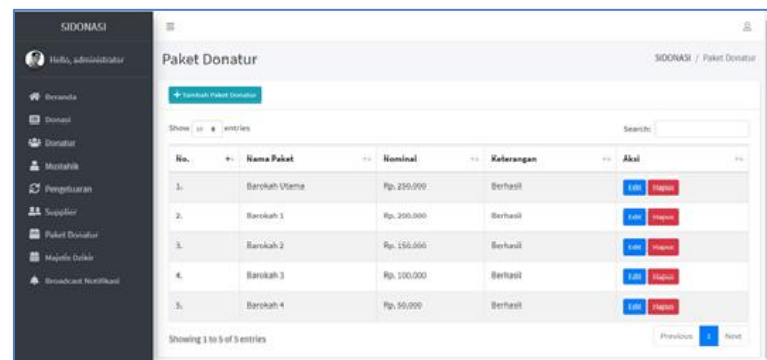 SIDONASI
Hello, administrator
Beranda
Donasi
Donatur
Mustahik
Pengeluaran
Supplier
Paket Donatur
Majelis Dzikir
Broadcast Notifikasi
Paket Donatur
SIDONASI / Paket Donatur
+ Tambah Paket Donatur
Show 10 entries
Search:
No. Nama Paket Nominal Keterangan Aksi
1. Barokah Utama Rp. 250,000 Berhasil Edit Hapus
2. Barokah 1 Rp. 200,000 Berhasil Edit Hapus
3. Barokah 2 Rp. 150,000 Berhasil Edit Hapus
4. Barokah 3 Rp. 100,000 Berhasil Edit Hapus
5. Barokah 4 Rp. 50,000 Berhasil Edit Hapus
Showing 1 to 5 of 5 entries
Previous 1 Next